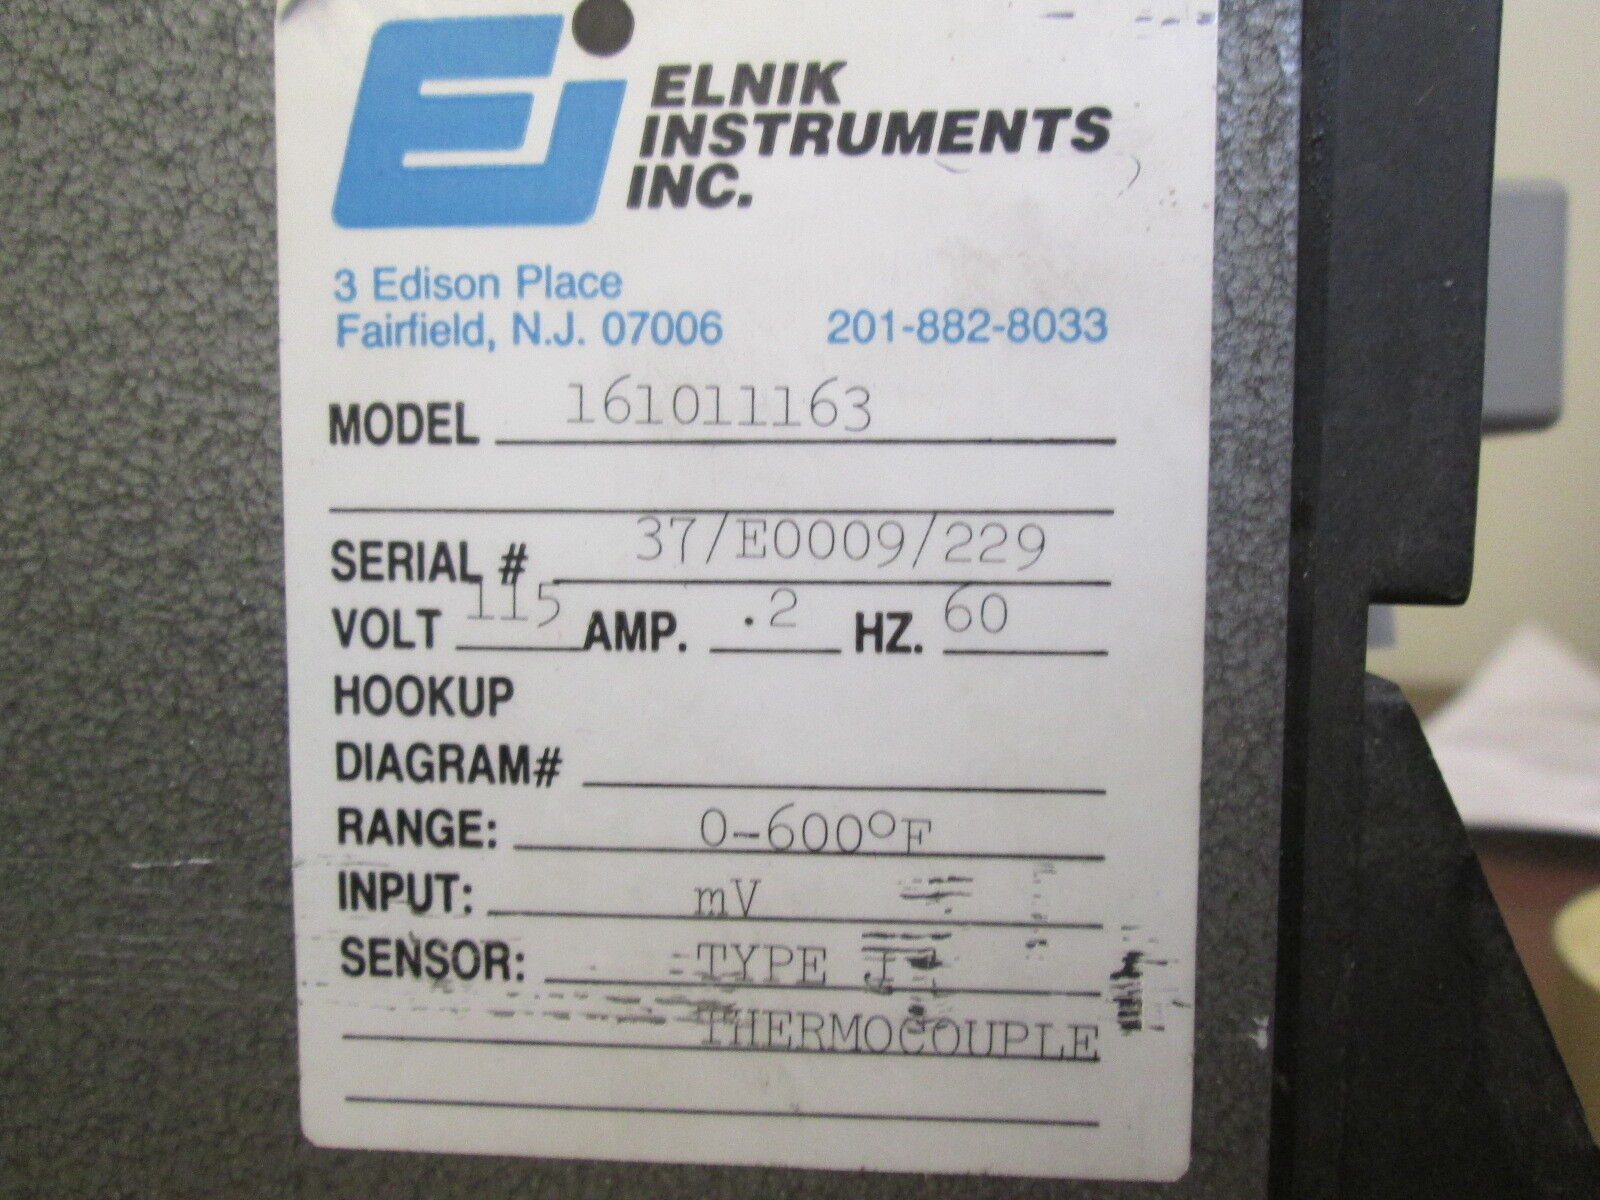 Ei ELNIK
INSTRUMENTS
INC.
3 Edison Place
Fairfield, N.J. 07006 201-882-8033
MODEL 161011163
SERIAL # 37/E0009/229
VOLT 115 AMP. .2 HZ. 60
HOOKUP
DIAGRAM#
RANGE: 0-600°F
INPUT: mV
SENSOR: TYPE J
THERMOCOUPLE